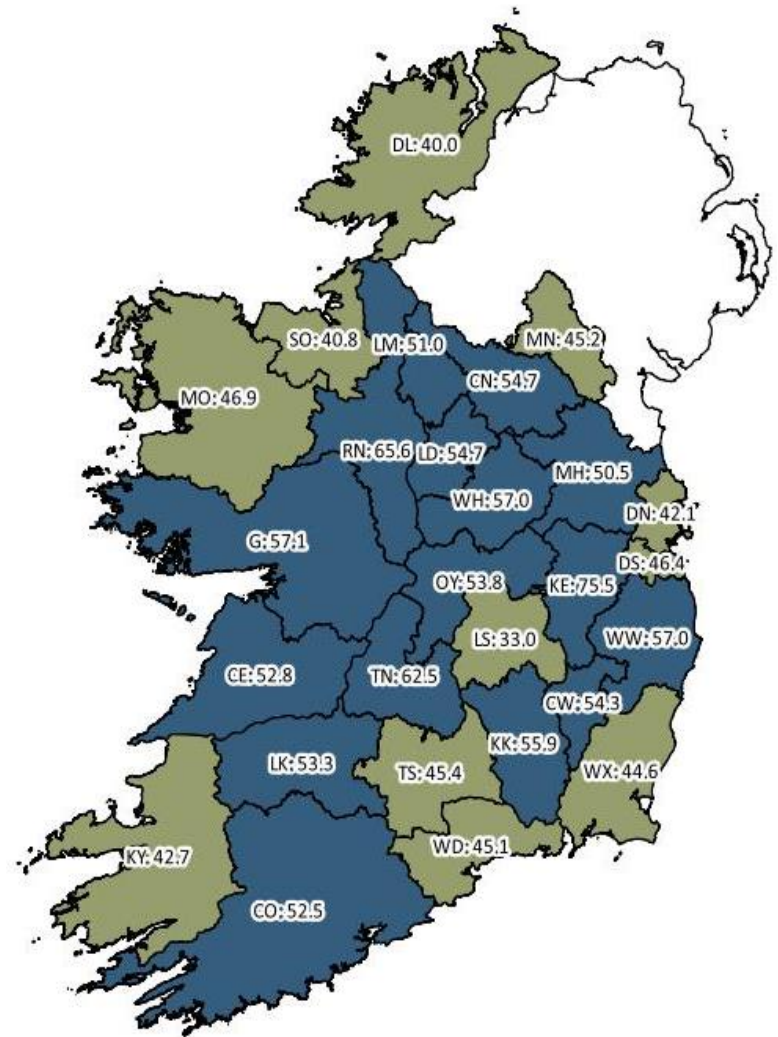 DL: 40.0
SO: 40.8
LM: 51.0
MN: 45.2
CN: 54.7
MO: 46.9
RN: 65.6
LD: 54.7
MH: 50.5
WH: 57.0
DN: 42.1
G: 57.1
DS: 46.4
OY: 53.8
KE: 75.5
LS: 33.0
WW: 57.0
CE: 52.8
TN: 62.5
CW: 54.3
KK: 55.9
LK: 53.3
TS: 45.4
WX: 44.6
WD: 45.1
KY: 42.7
CO: 52.5